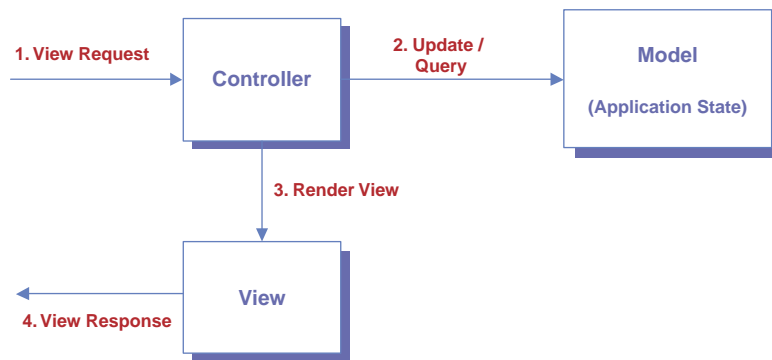 1. View Request
Controller
2. Update /
Query
Model
(Application State)
3. Render View
View
4. View Response